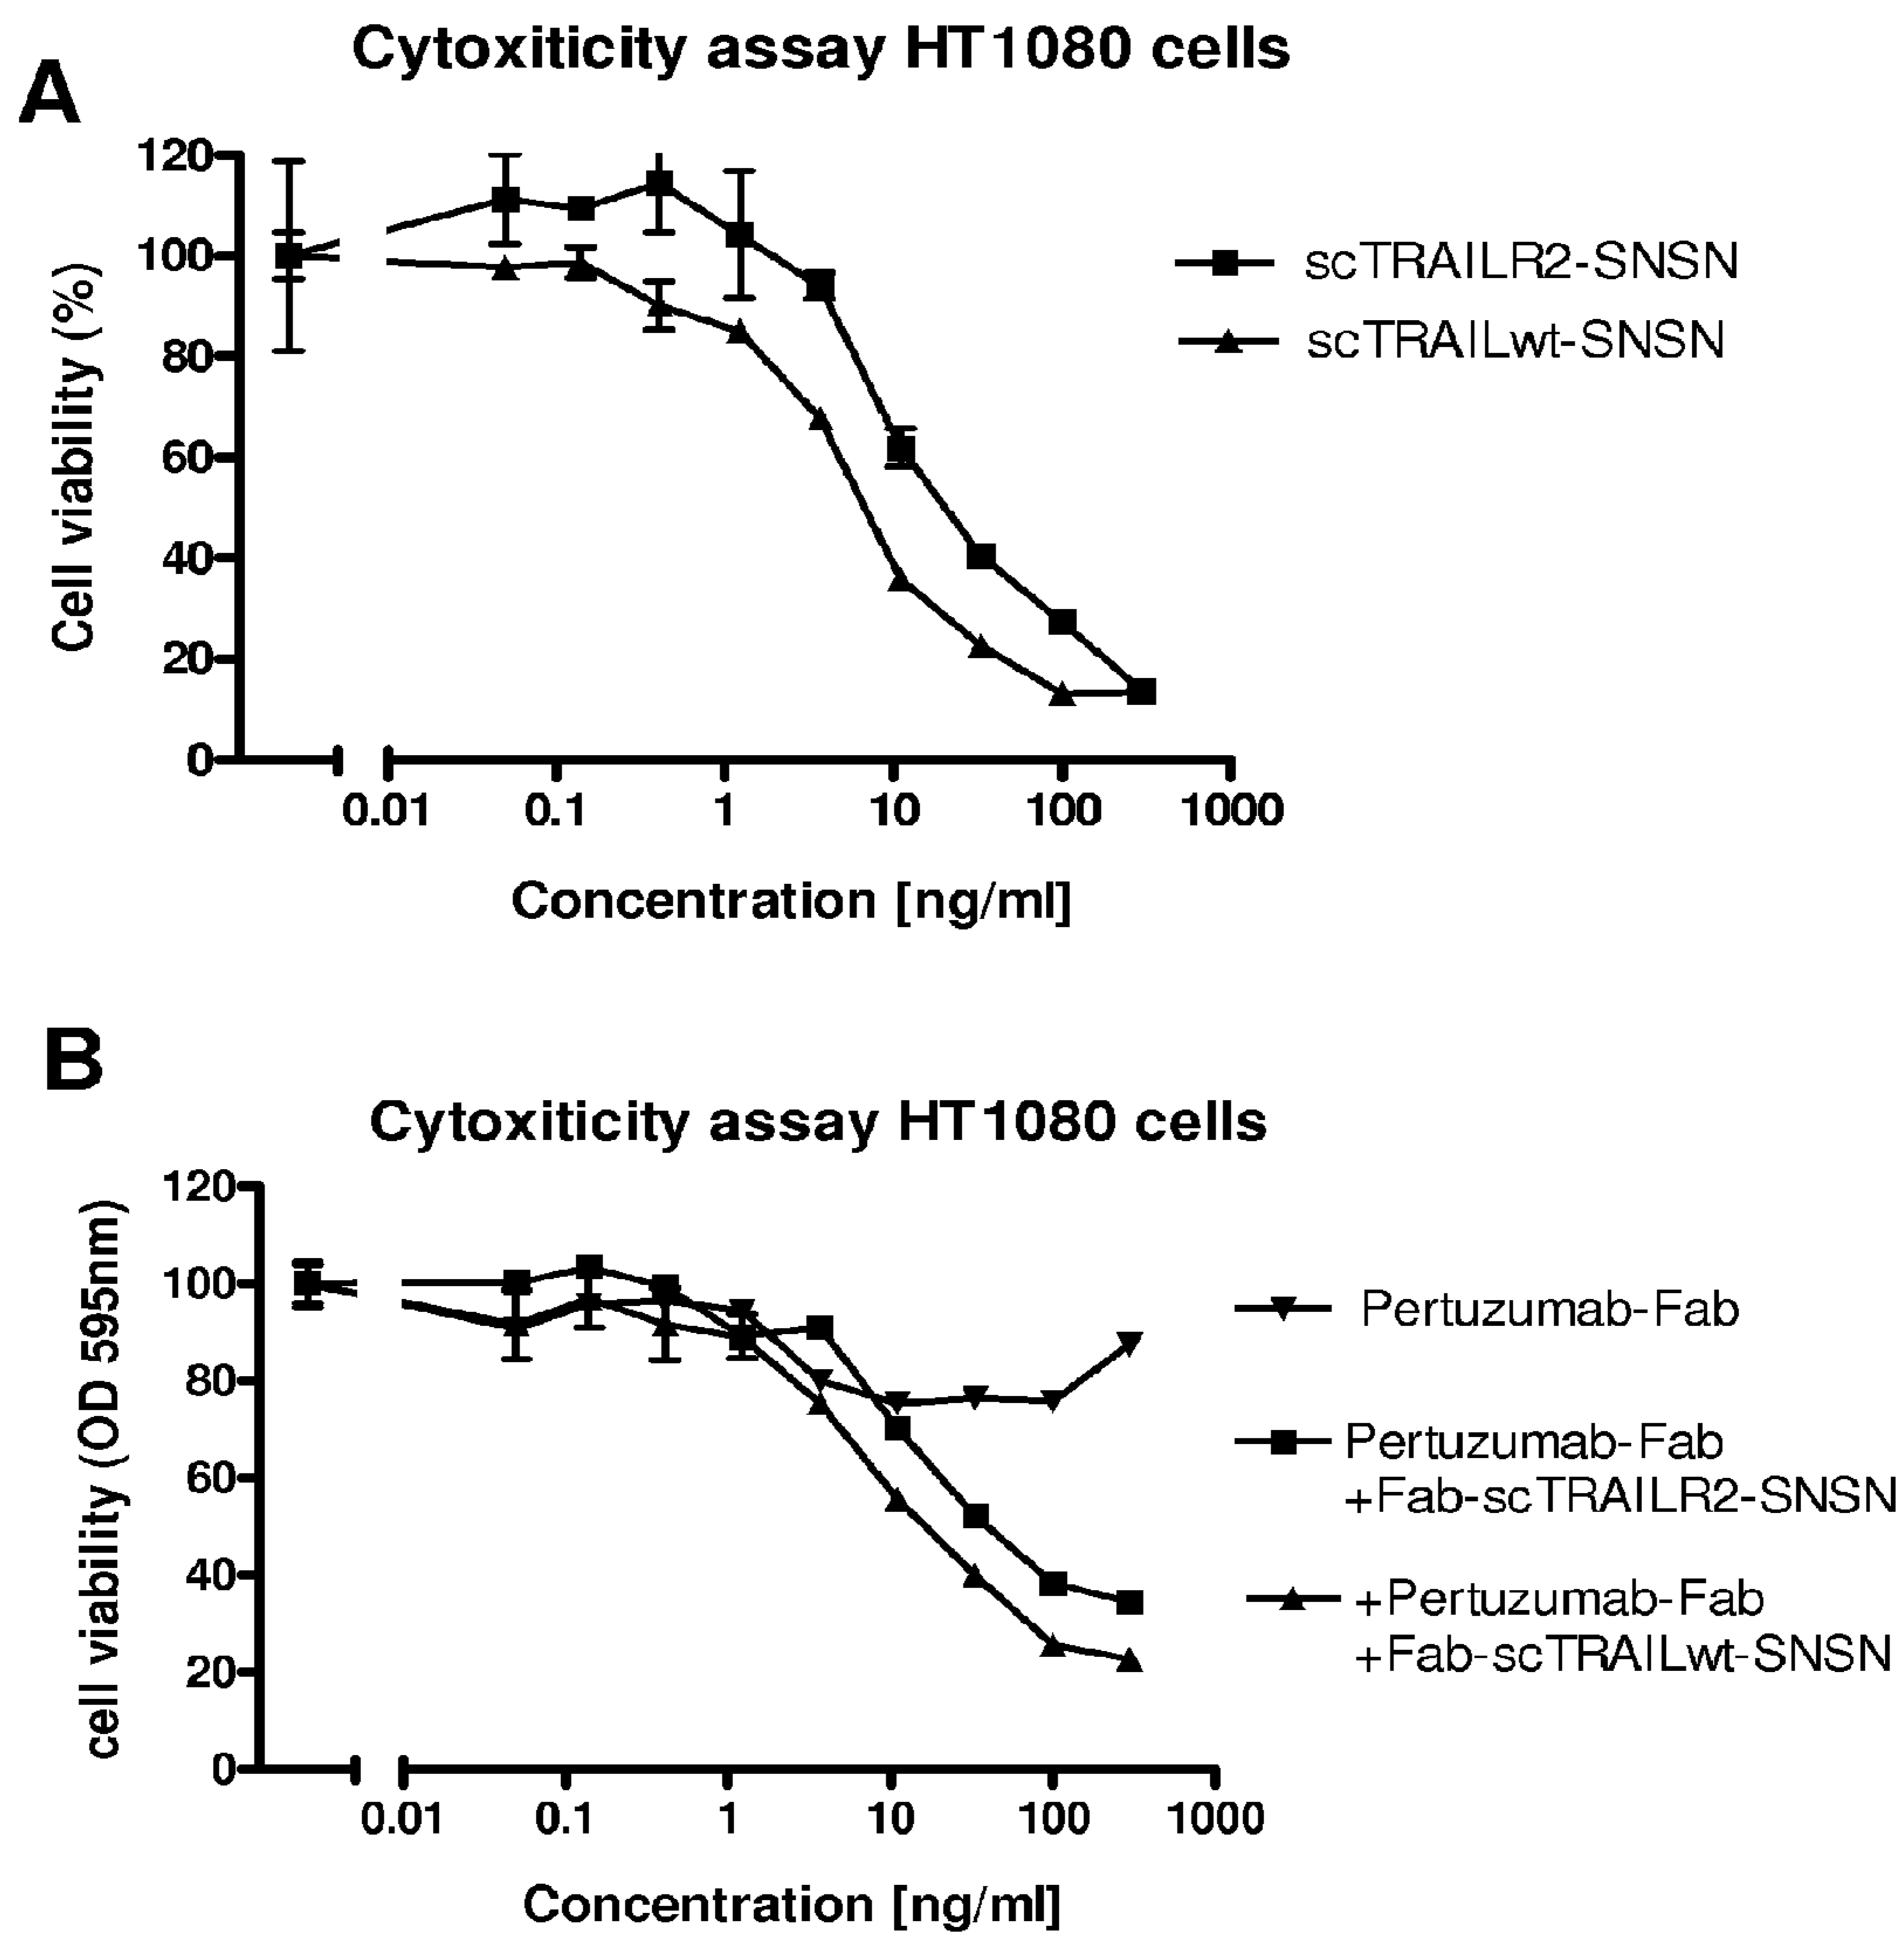 A
Cytoxiticity assay HT1080 cells
120
100
80
60
40
20
0
Cell viability (%)
0.01 0.1 1 10 100 1000
Concentration [ng/ml]
scTRAILR2-SNSN
scTRAILwt-SNSN
B
Cytoxiticity assay HT1080 cells
120
100
80
60
40
20
0
cell viability (OD 595nm)
0.01 0.1 1 10 100 1000
Concentration [ng/ml]
Pertuzumab-Fab
Pertuzumab-Fab
+Fab-scTRAILR2-SNSN
+Pertuzumab-Fab
+Fab-scTRAILwt-SNSN